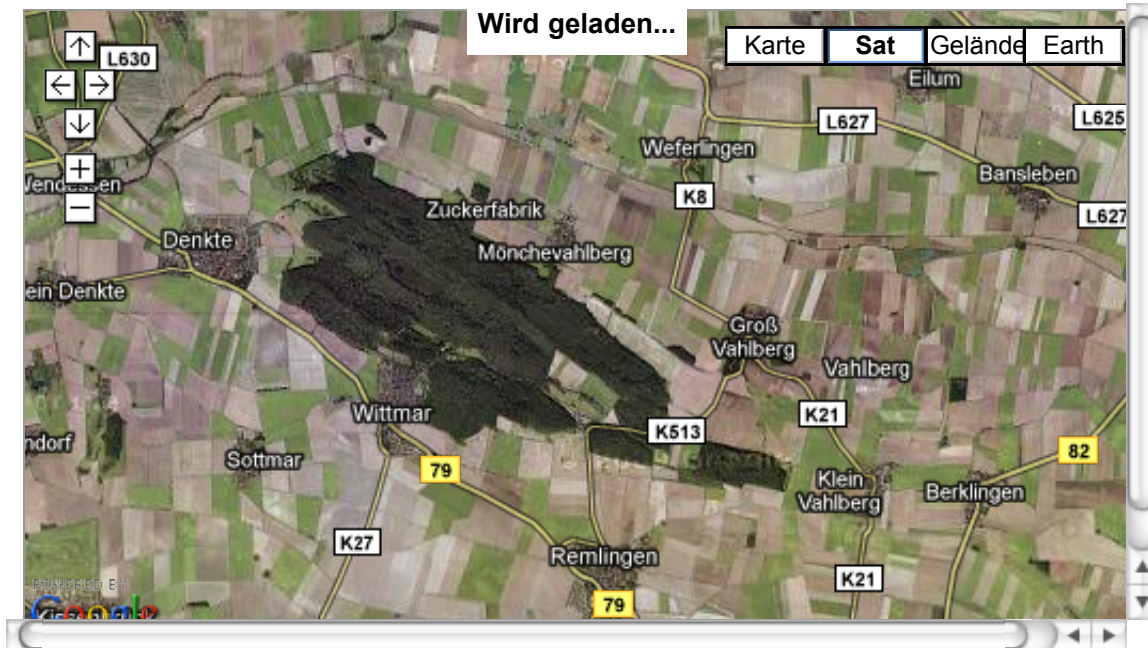 Wird geladen...
Karte
Sat
Gelände
Earth
L630
Eilum
L627
L625
Weferlingen
Bansleben
Wendessen
K8
Zuckerfabrik
L627
Denkte
Mönchevahlberg
ein Denkte
Groß
Vahlberg
Vahlberg
Wittmar
K21
K513
ndorf
Sottmar
79
82
Klein
Vahlberg
Berklingen
K27
Remlingen
K21
POWERED BY
Google
79